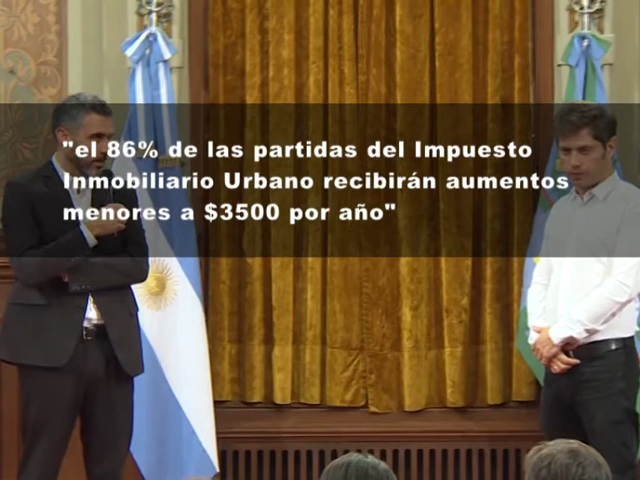 "el 86% de las partidas del Impuesto
Inmobiliario Urbano recibirán aumentos
menores a $3500 por año"